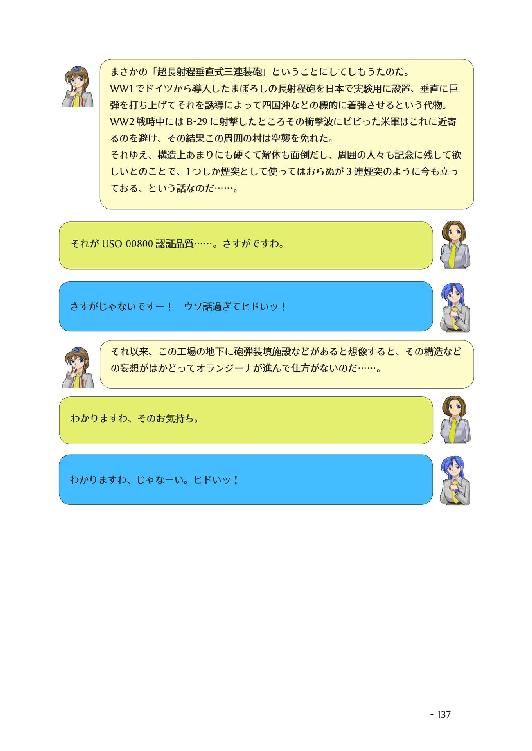 まさかの「超長射程垂直式三連装砲」ということにしてしもうたのだ。
WW1でドイツから導入したまぼろしの長射程砲を日本で実験用に設置、垂直に巨
弾を打ち上げてそれを誘導によって四国沖などの標的に着弾させるという代物。
WW2戦時中には B-29 に射撃したところその衝撃波にビビった米軍はこれに近寄
るのを避け、その結果この周囲の村は空襲を免れた。
それゆえ、構造上あまりにも硬くて解体も面倒だし、周囲の人々も記念に残して欲
しいとのことで、1つしか煙突として使ってはおらぬが3連煙突のように今も立っ
ておる、という話なのだ……。
それが USO-00800 認証品質……。さすがですわ。
さすがじゃないですー！　ウソ話過ぎてヒドいッ！
それ以来、この工場の地下に砲弾装填施設などがあると想像すると、その構造など
の妄想がはかどってオランジーナが進んで仕方がないのだ……。
わかりますわ、そのお気持ち。
わかりますわ、じゃなーい。ヒドいッ！
- 137